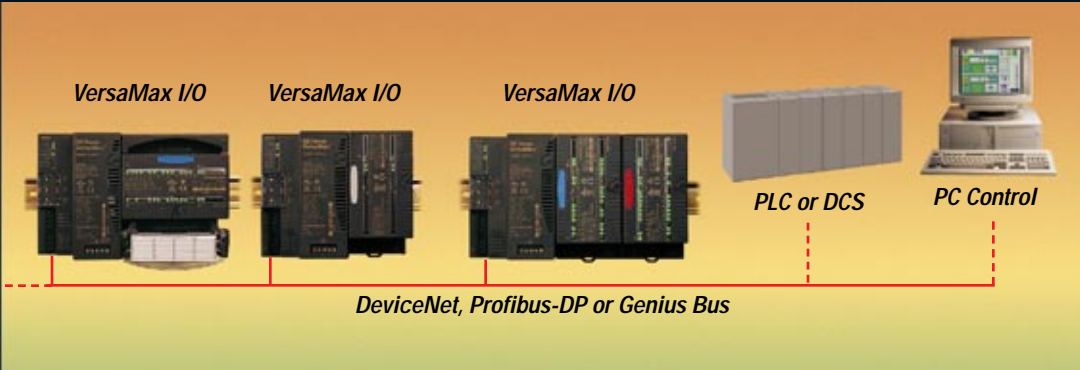 VersaMax I/O
VersaMax I/O
VersaMax I/O
PLC or DCS
PC Control
DeviceNet, Profibus-DP or Genius Bus